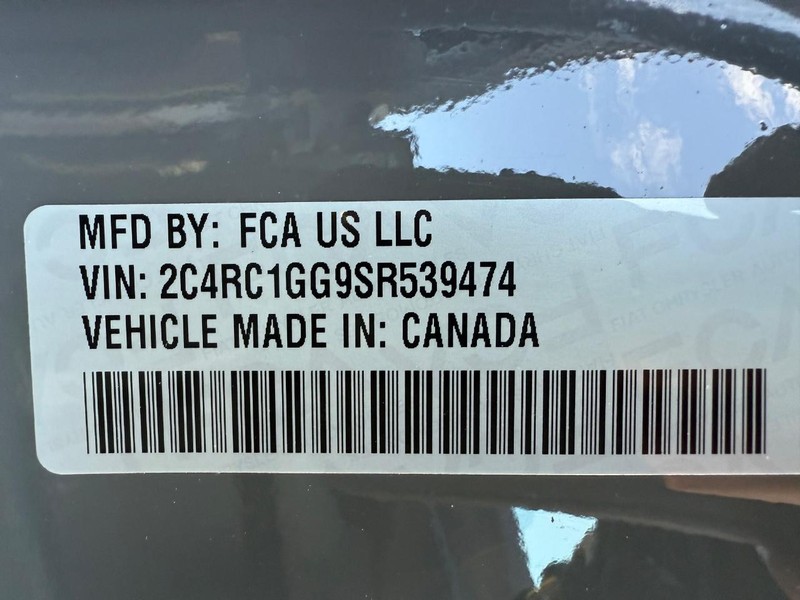 MFD BY: FCA US LLC
VIN: 2C4RC1GG9SR539474
VEHICLE MADE IN: CANADA